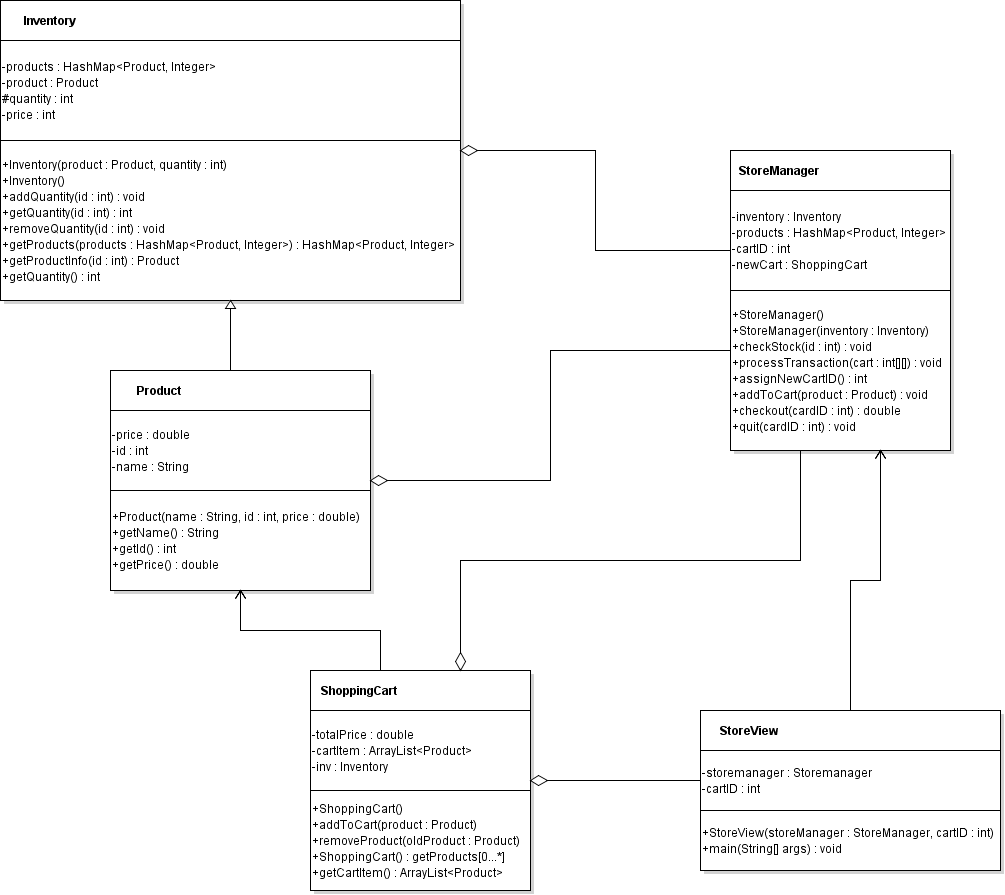 Inventory
-products : HashMap<Product, Integer>
-product : Product
#quantity : int
-price : int
+Inventory(product : Product, quantity : int)
+Inventory()
+addQuantity(id : int) : void
+getQuantity(id : int) : int
+removeQuantity(id : int) : void
+getProducts(products : HashMap<Product, Integer>) : HashMap<Product, Integer>
+getProductInfo(id : int) : Product
+getQuantity() : int
StoreManager
-inventory : Inventory
-products : HashMap<Product, Integer>
-cartID : int
-newCart : ShoppingCart
+StoreManager()
+StoreManager(inventory : Inventory)
+checkStock(id : int) : void
+processTransaction(cart : int[][]) : void
+assignNewCartID() : int
+addToCart(product : Product) : void
+checkout(cardID : int) : double
+quit(cardID : int) : void
Product
-price : double
-id : int
-name : String
+Product(name : String, id : int, price : double)
+getName() : String
+getId() : int
+getPrice() : double
ShoppingCart
-totalPrice : double
-cartItem : ArrayList<Product>
-inv : Inventory
+ShoppingCart()
+addToCart(product : Product)
+removeProduct(oldProduct : Product)
+ShoppingCart() : getProducts[0...*]
+getCartItem() : ArrayList<Product>
StoreView
-storemanager : Storemanager
-cartID : int
+StoreView(storeManager : StoreManager, cartID : int)
+main(String[] args) : void